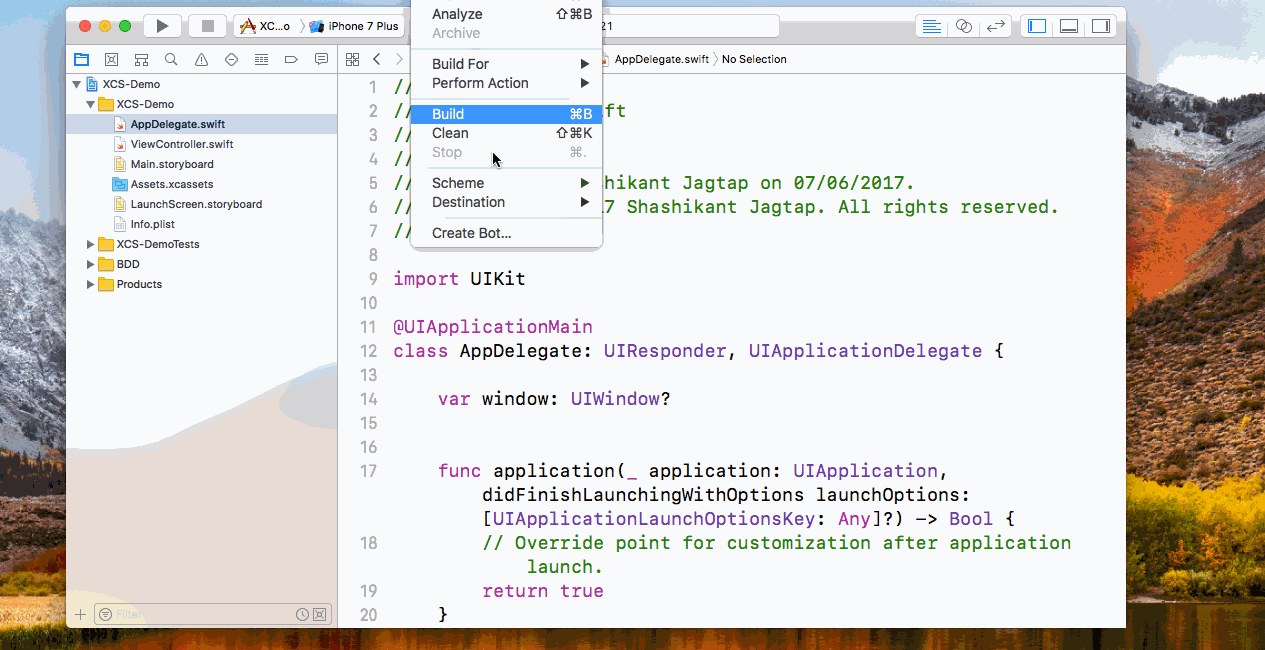 XC...o 〉 iPhone 7 Plus
21
Analyze ⇧⌘B
Archive
Build For ▶
Perform Action ▶
Build ⌘B
Clean ⇧⌘K
Stop ⌘.
Scheme ▶
Destination ▶
Create Bot...
XCS-Demo
XCS-Demo
AppDelegate.swift
ViewController.swift
Main.storyboard
Assets.xcassets
LaunchScreen.storyboard
Info.plist
XCS-DemoTests
BDD
Products
Filter
AppDelegate.swift 〉 No Selection
1 //
2 // ft
3 //
4 //
5 // hikant Jagtap on 07/06/2017.
6 // 7 Shashikant Jagtap. All rights reserved.
7 //
8
9 import UIKit
10
11 @UIApplicationMain
12 class AppDelegate: UIResponder, UIApplicationDelegate {
13
14 var window: UIWindow?
15
16
17 func application(_ application: UIApplication,
didFinishLaunchingWithOptions launchOptions:
[UIApplicationLaunchOptionsKey: Any]?) -> Bool {
18 // Override point for customization after application
launch.
19 return true
20 }